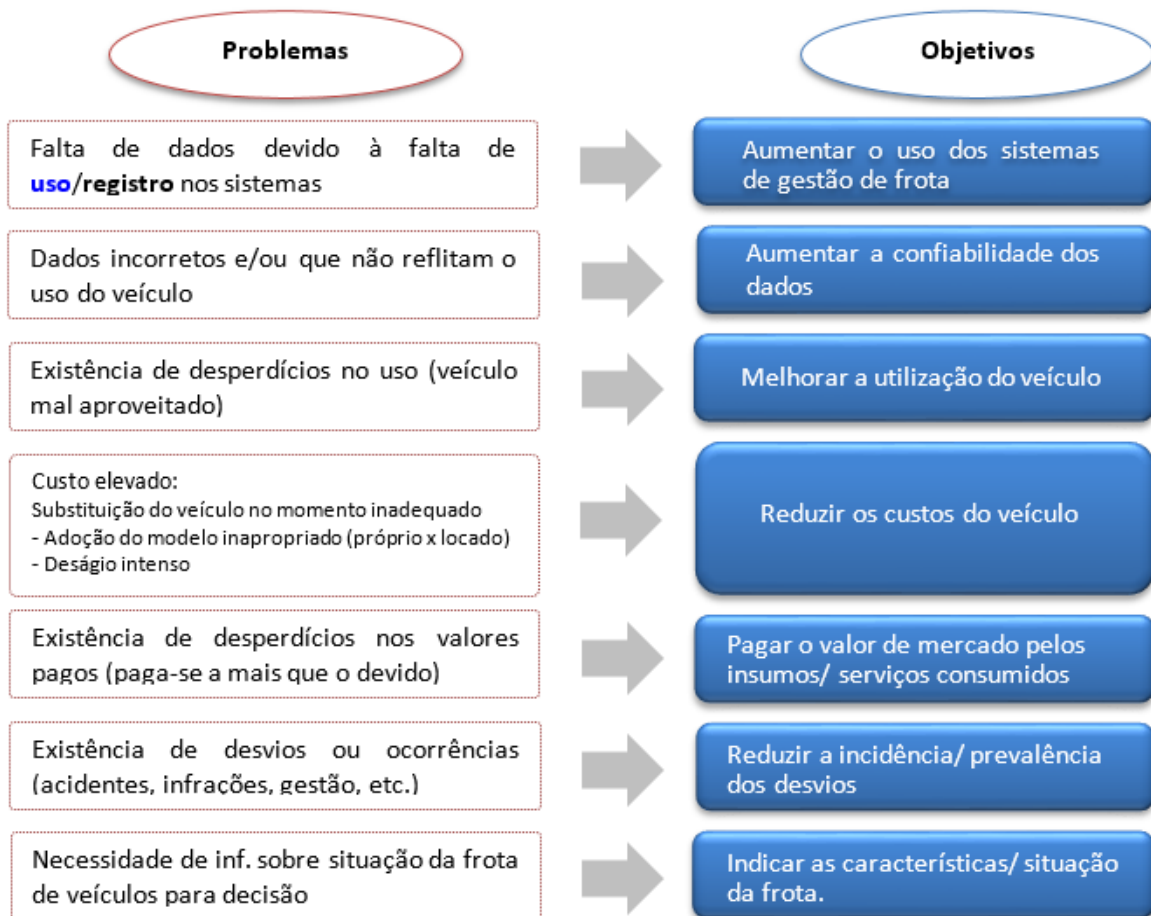 Problemas
Objetivos
Falta de dados devido à falta de
uso/registro nos sistemas
Aumentar o uso dos sistemas
de gestão de frota
Dados incorretos e/ou que não reflitam o
uso do veículo
Aumentar a confiabilidade dos
dados
Existência de desperdícios no uso (veículo
mal aproveitado)
Melhorar a utilização do veículo
Custo elevado:
Substituição do veículo no momento inadequado
- Adoção do modelo inapropriado (próprio x locado)
- Deságio intenso
Reduzir os custos do veículo
Existência de desperdícios nos valores
pagos (paga-se a mais que o devido)
Pagar o valor de mercado pelos
insumos/ serviços consumidos
Existência de desvios ou ocorrências
(acidentes, infrações, gestão, etc.)
Reduzir a incidência/ prevalência
dos desvios
Necessidade de inf. sobre situação da frota
de veículos para decisão
Indicar as características/ situação
da frota.